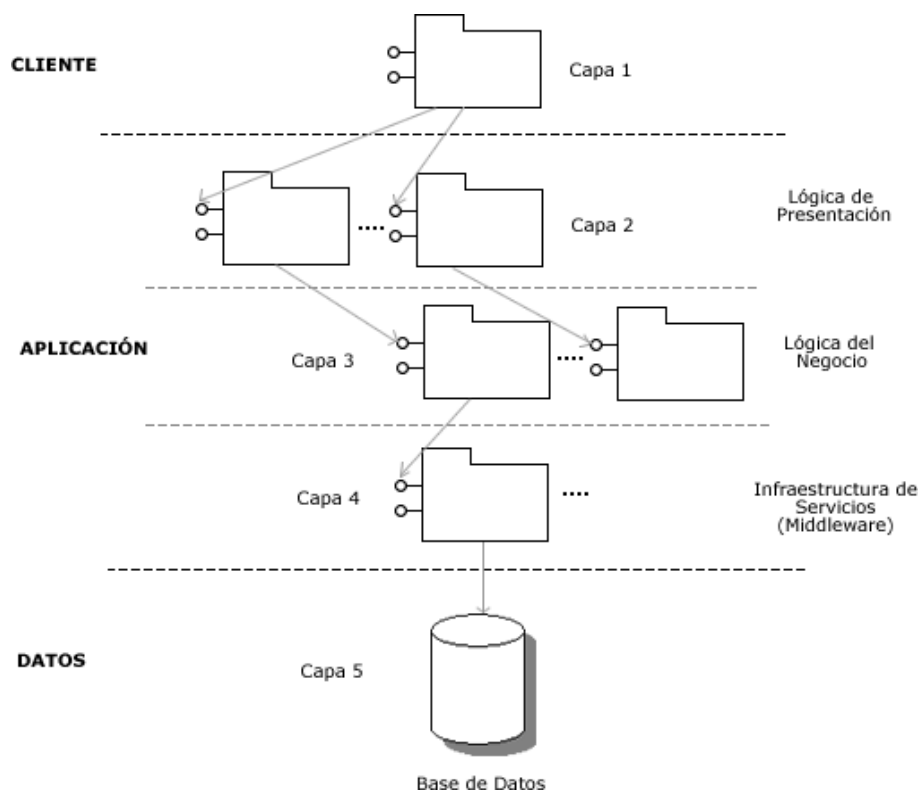 CLIENTE
Capa 1
Capa 2
Lógica de
Presentación
APLICACIÓN
Capa 3
Lógica del
Negocio
Capa 4
Infraestructura de
Servicios
(Middleware)
DATOS
Capa 5
Base de Datos